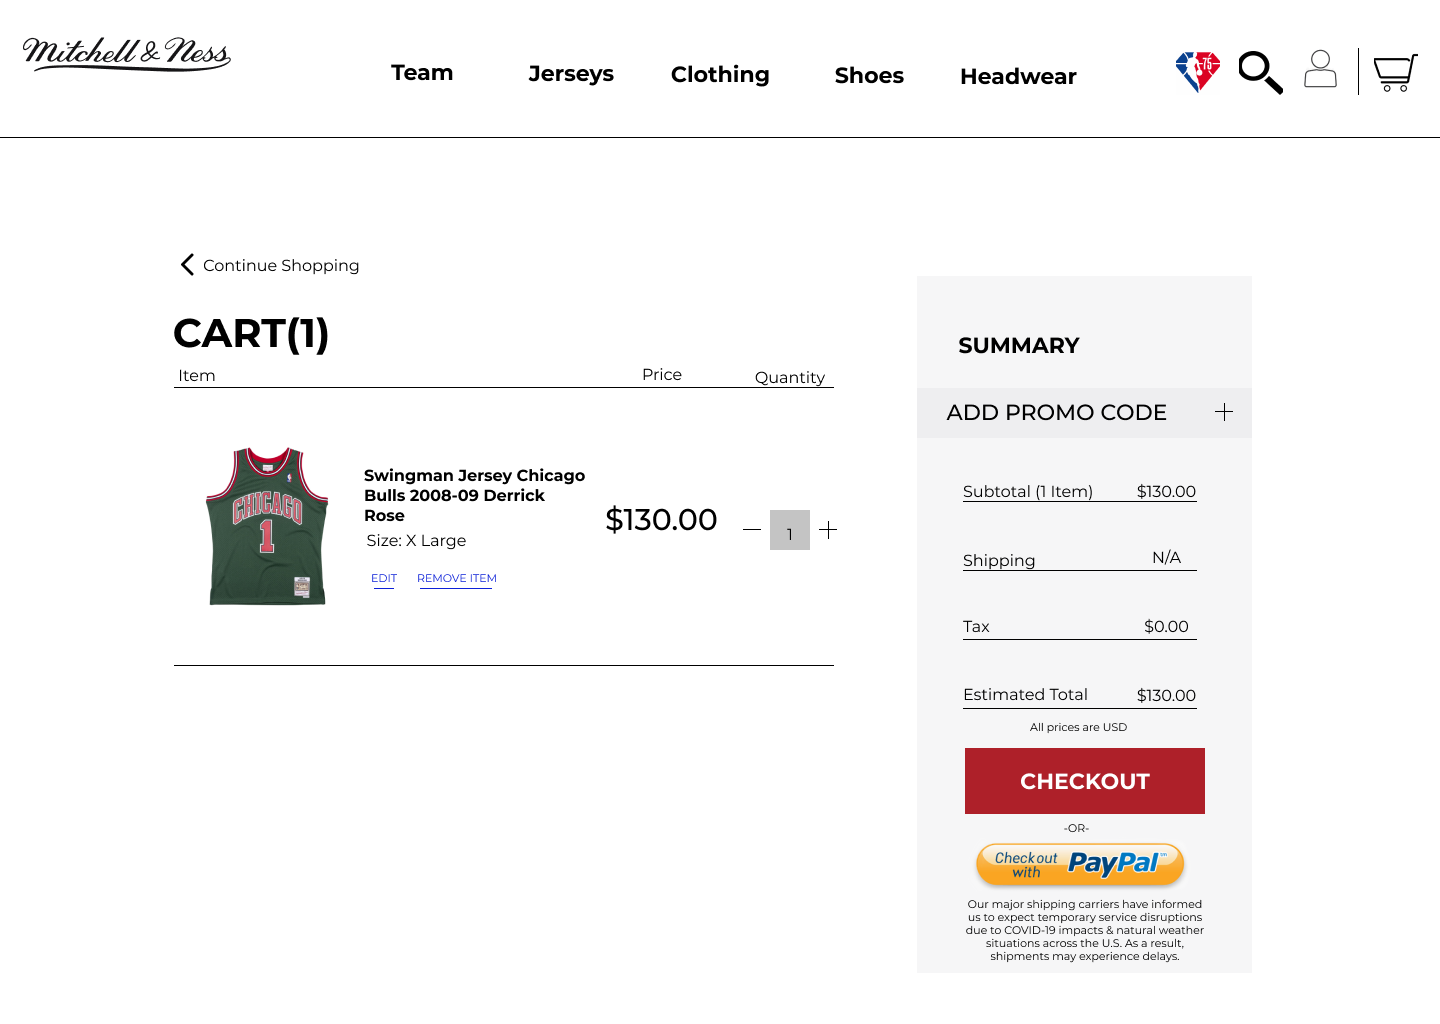 Mitchell & Ness
Team
Jerseys
Clothing
Shoes
Headwear
75
Continue Shopping
CART(1)
Item
Price
Quantity
CHICAGO
1
Swingman Jersey Chicago
Bulls 2008-09 Derrick
Rose
Size: X Large
EDIT
REMOVE ITEM
$130.00
1
SUMMARY
ADD PROMO CODE
Subtotal (1 Item)
$130.00
Shipping
N/A
Tax
$0.00
Estimated Total
$130.00
All prices are USD
CHECKOUT
-OR-
Check out
with
PayPal
Our major shipping carriers have informed
us to expect temporary service disruptions
due to COVID-19 impacts & natural weather
situations across the U.S. As a result,
shipments may experience delays.